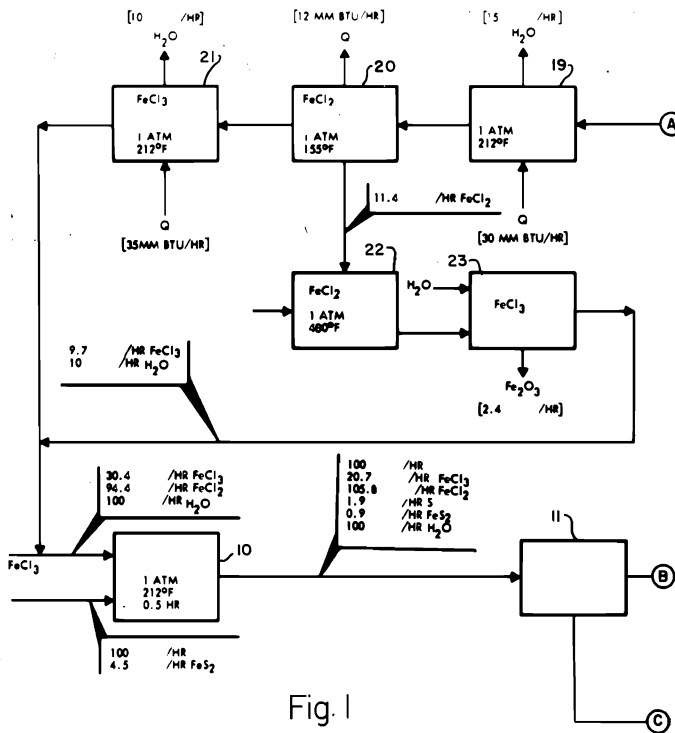 [10 /HR]
H2O
21
FeCl3
1 ATM
212°F
Q
[35MM BTU/HR]
[12 MM BTU/HR]
Q
20
FeCl2
1 ATM
155°F
[15 /HR]
H2O
19
1 ATM
212°F
Q
[30 MM BTU/HR]
A
11.4 /HR FeCl2
22
FeCl2
1 ATM
480°F
H2O
23
FeCl3
Fe2O3
[2.4 /HR]
9.7 /HR FeCl3
10 /HR H2O
30.4 /HR FeCl3
94.4 /HR FeCl2
100 /HR H2O
FeCl3
10
1 ATM
212°F
0.5 HR
100 /HR
4.5 /HR FeS2
100 /HR
20.7 /HR FeCl3
105.8 /HR FeCl2
1.9 /HR S
0.9 /HR FeS2
100 /HR H2O
11
B
C
Fig. 1